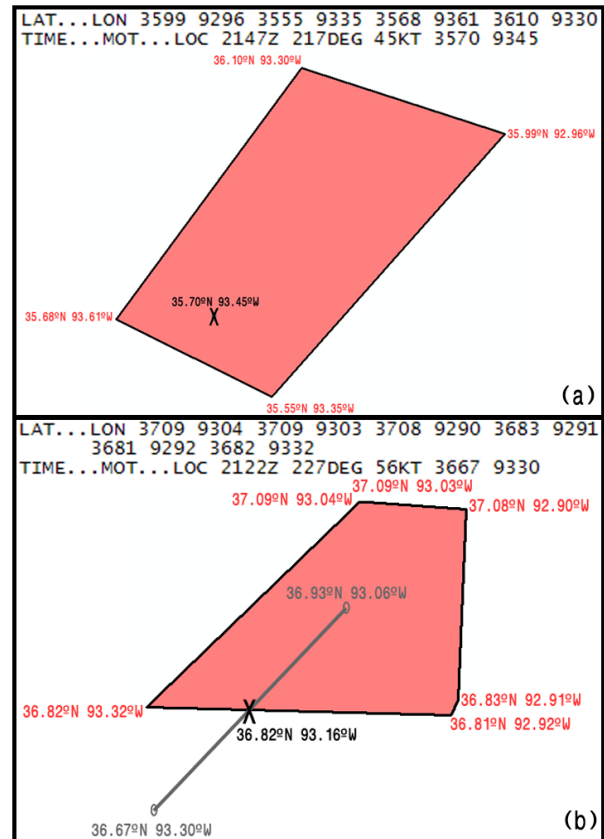 LAT...LON 3599 9296 3555 9335 3568 9361 3610 9330
TIME...MOT...LOC 2147Z 217DEG 45KT 3570 9345
36.10ºN 93.30ºW
35.99ºN 92.96ºW
35.70ºN 93.45ºW
X
35.68ºN 93.61ºW
35.55ºN 93.35ºW
(a)
LAT...LON 3709 9304 3709 9303 3708 9290 3683 9291
3681 9292 3682 9332
TIME...MOT...LOC 2122Z 227DEG 56KT 3667 9330
37.09ºN 93.03ºW
37.09ºN 93.04ºW
37.08ºN 92.90ºW
36.93ºN 93.06ºW
36.83ºN 92.91ºW
36.82ºN 93.32ºW
X
36.81ºN 92.92ºW
36.82ºN 93.16ºW
36.67ºN 93.30ºW
(b)